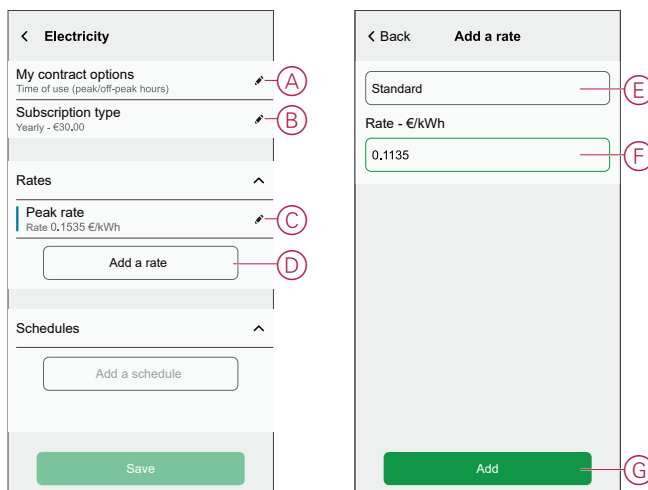 Electricity
My contract options
Time of use (peak/off-peak hours)
A
Subscription type
Yearly - €30.00
B
Rates
Peak rate
Rate 0.1535 €/kWh
C
Add a rate
D
Schedules
Add a schedule
Save
Back
Add a rate
Standard
E
Rate - €/kWh
0.1135
F
Add
G